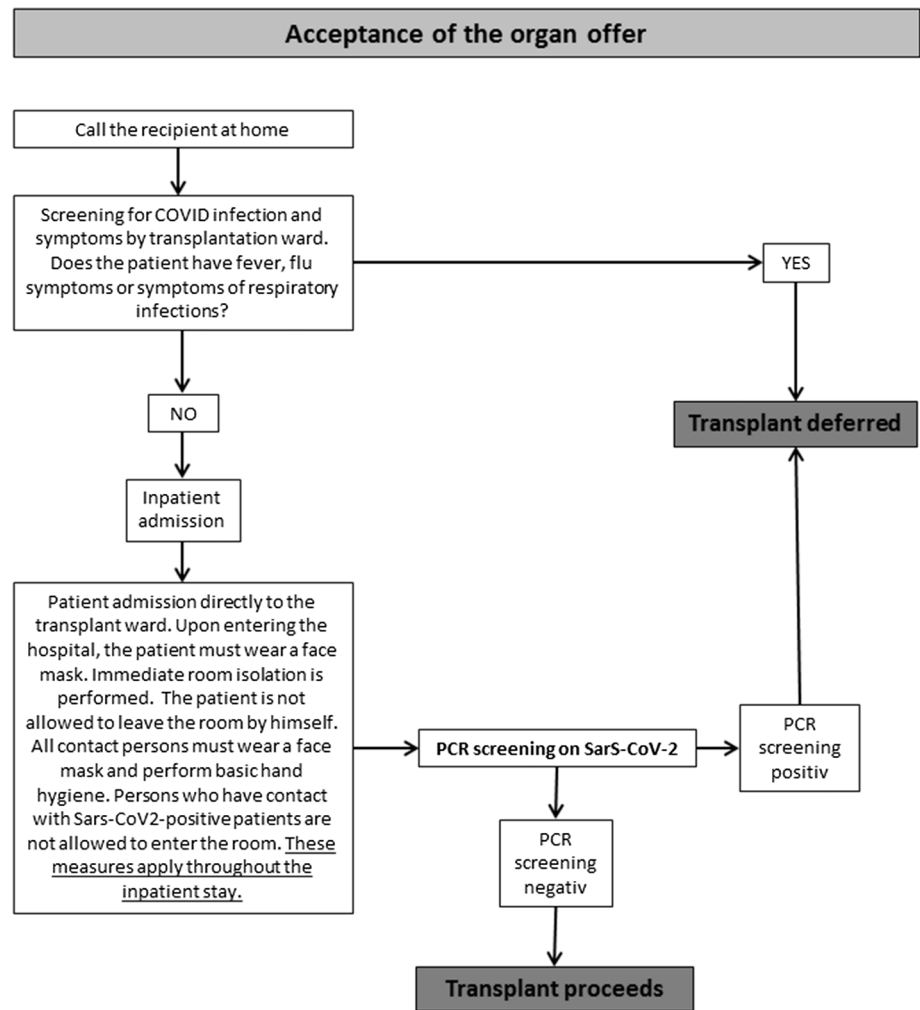 Acceptance of the organ offer
Call the recipient at home
Screening for COVID infection and
symptoms by transplantation ward.
Does the patient have fever, flu
symptoms or symptoms of respiratory
infections?
YES
NO
Transplant deferred
Inpatient
admission
Patient admission directly to the
transplant ward. Upon entering the
hospital, the patient must wear a face
mask. Immediate room isolation is
performed. The patient is not
allowed to leave the room by himself.
All contact persons must wear a face
mask and perform basic hand
hygiene. Persons who have contact
with Sars-CoV2-positive patients are
not allowed to enter the room. These
measures apply throughout the
inpatient stay.
PCR screening on SarS-CoV-2
PCR
screening
positiv
PCR
screening
negativ
Transplant proceeds